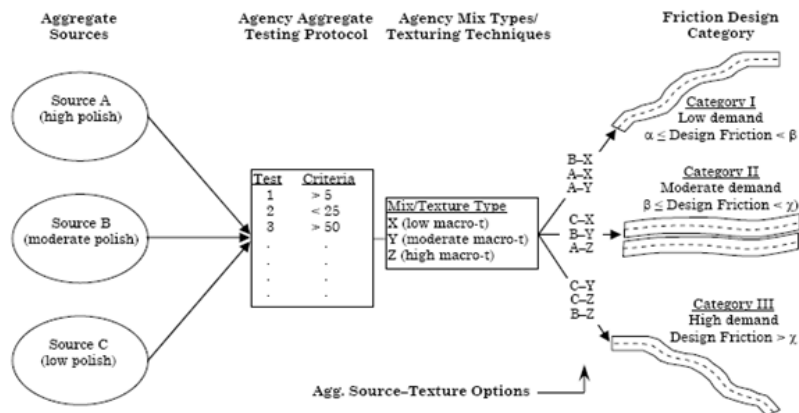 Aggregate
Sources
Agency Aggregate
Testing Protocol
Agency Mix Types/
Texturing Techniques
Friction Design
Category
Source A
(high polish)
Source B
(moderate polish)
Source C
(low polish)
Test Criteria
1 > 5
2 < 25
3 > 50
. .
. .
. .
. .
Mix/Texture Type
X (low macro-t)
Y (moderate macro-t)
Z (high macro-t)
B–X
A–X
A–Y
C–X
B–Y
A–Z
C–Y
C–Z
B–Z
Category I
Low demand
α ≤ Design Friction < β
Category II
Moderate demand
β ≤ Design Friction < χ)
Category III
High demand
Design Friction > χ
Agg. Source–Texture Options